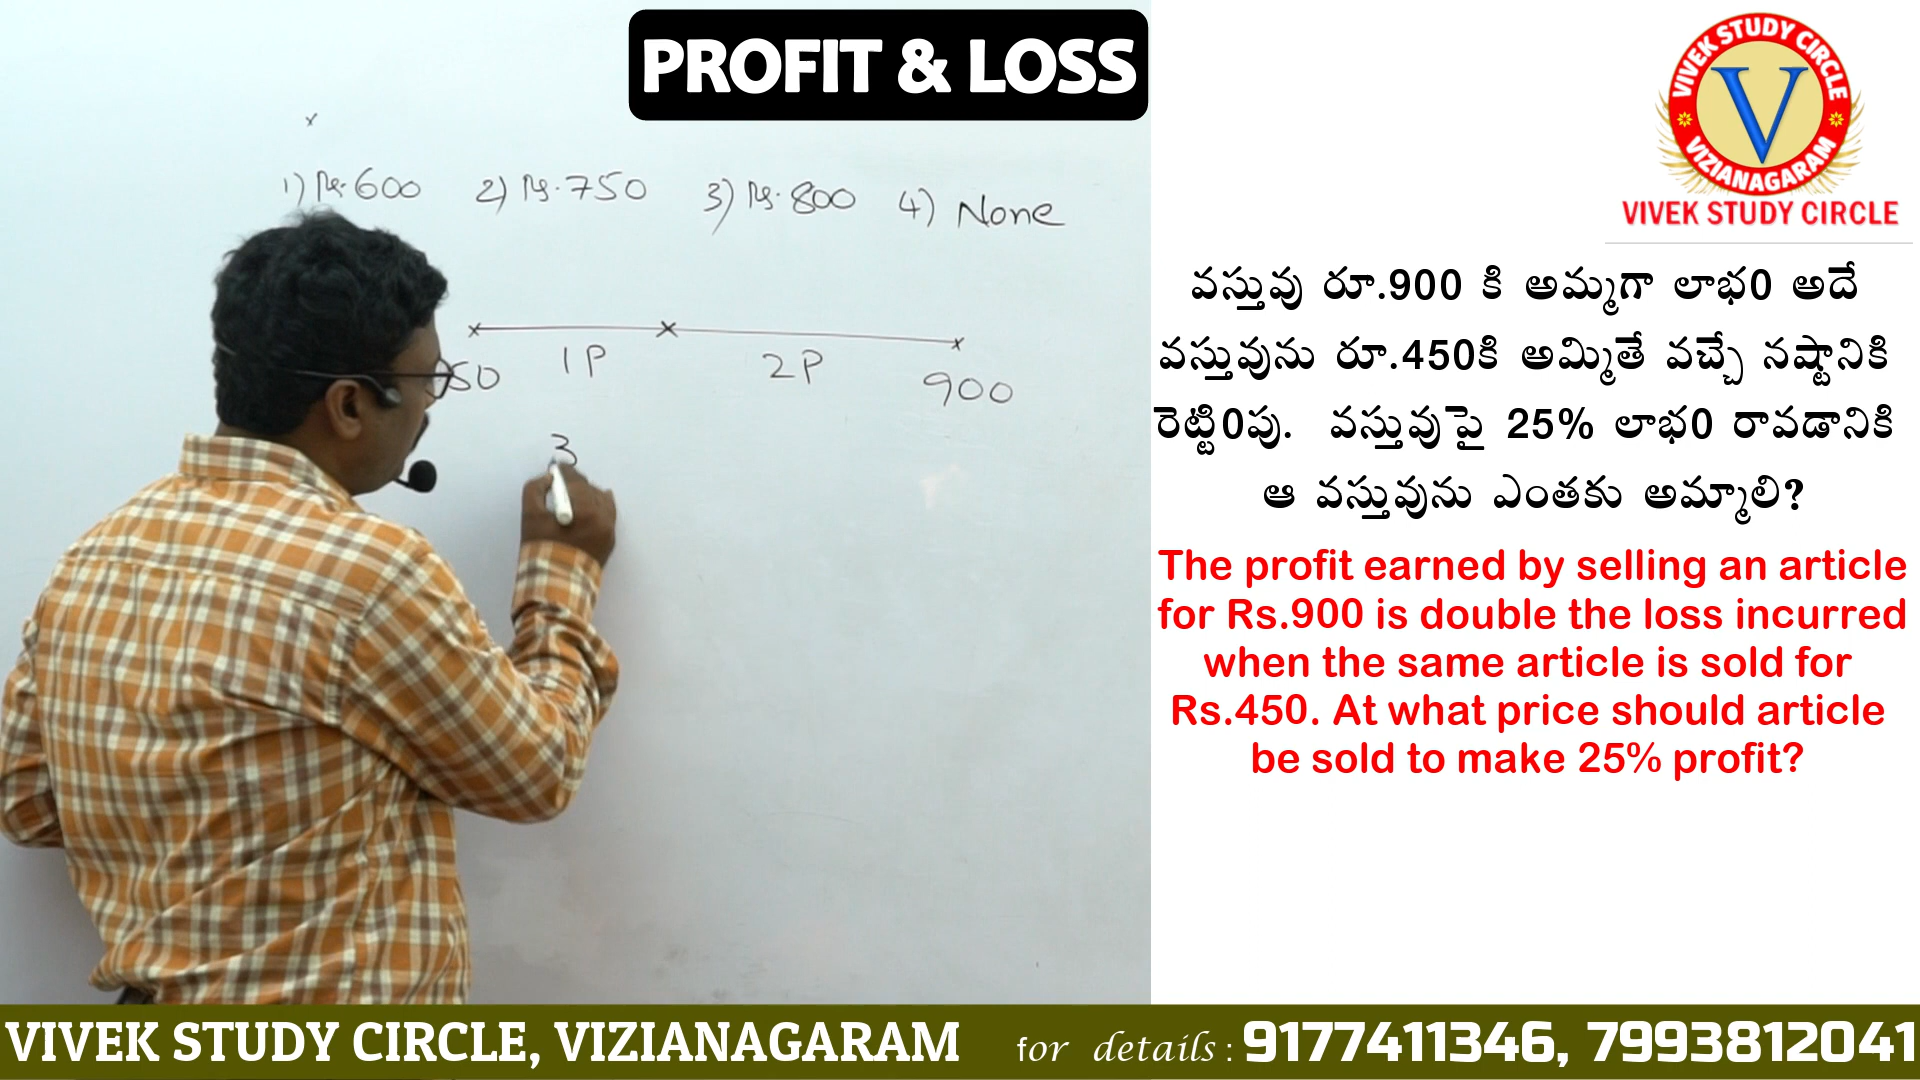 PROFIT & LOSS
VIVEK STUDY CIRCLE
V
VIZIANAGARAM
VIVEK STUDY CIRCLE
1) Rs.600 2) Rs.750 3) Rs.800 4) None
50 1P 2P 900
3
వస్తువు రూ.900 కి అమ్మగా లాభ0 అదే
వస్తువును రూ.450కి అమ్మితే వచ్చే నష్టానికి
రెట్టి0పు. వస్తువుపై 25% లాభ0 రావడానికి
ఆ వస్తువును ఎంతకు అమ్మాలి?
The profit earned by selling an article
for Rs.900 is double the loss incurred
when the same article is sold for
Rs.450. At what price should article
be sold to make 25% profit?
VIVEK STUDY CIRCLE, VIZIANAGARAM for details : 9177411346, 7993812041